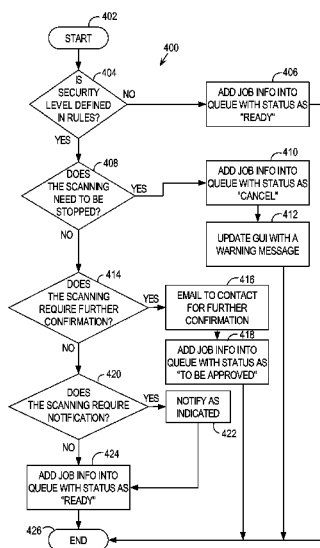 402
START
400
404
IS
SECURITY
LEVEL DEFINED
IN RULES?
NO
YES
406
ADD JOB INFO INTO
QUEUE WITH STATUS AS
"READY"
408
DOES
THE SCANNING
NEED TO BE
STOPPED?
YES
NO
410
ADD JOB INFO INTO
QUEUE WITH STATUS AS
"CANCEL"
412
UPDATE GUI WITH A
WARNING MESSAGE
414
DOES
THE SCANNING
REQUIRE FURTHER
CONFIRMATION?
YES
NO
416
EMAIL TO CONTACT
FOR FURTHER
CONFIRMATION
418
ADD JOB INFO INTO
QUEUE WITH STATUS AS
"TO BE APPROVED"
420
DOES
THE SCANNING REQUIRE
NOTIFICATION?
YES
NO
NOTIFY AS
INDICATED
422
424
ADD JOB INFO INTO
QUEUE WITH STATUS AS
"READY"
426
END